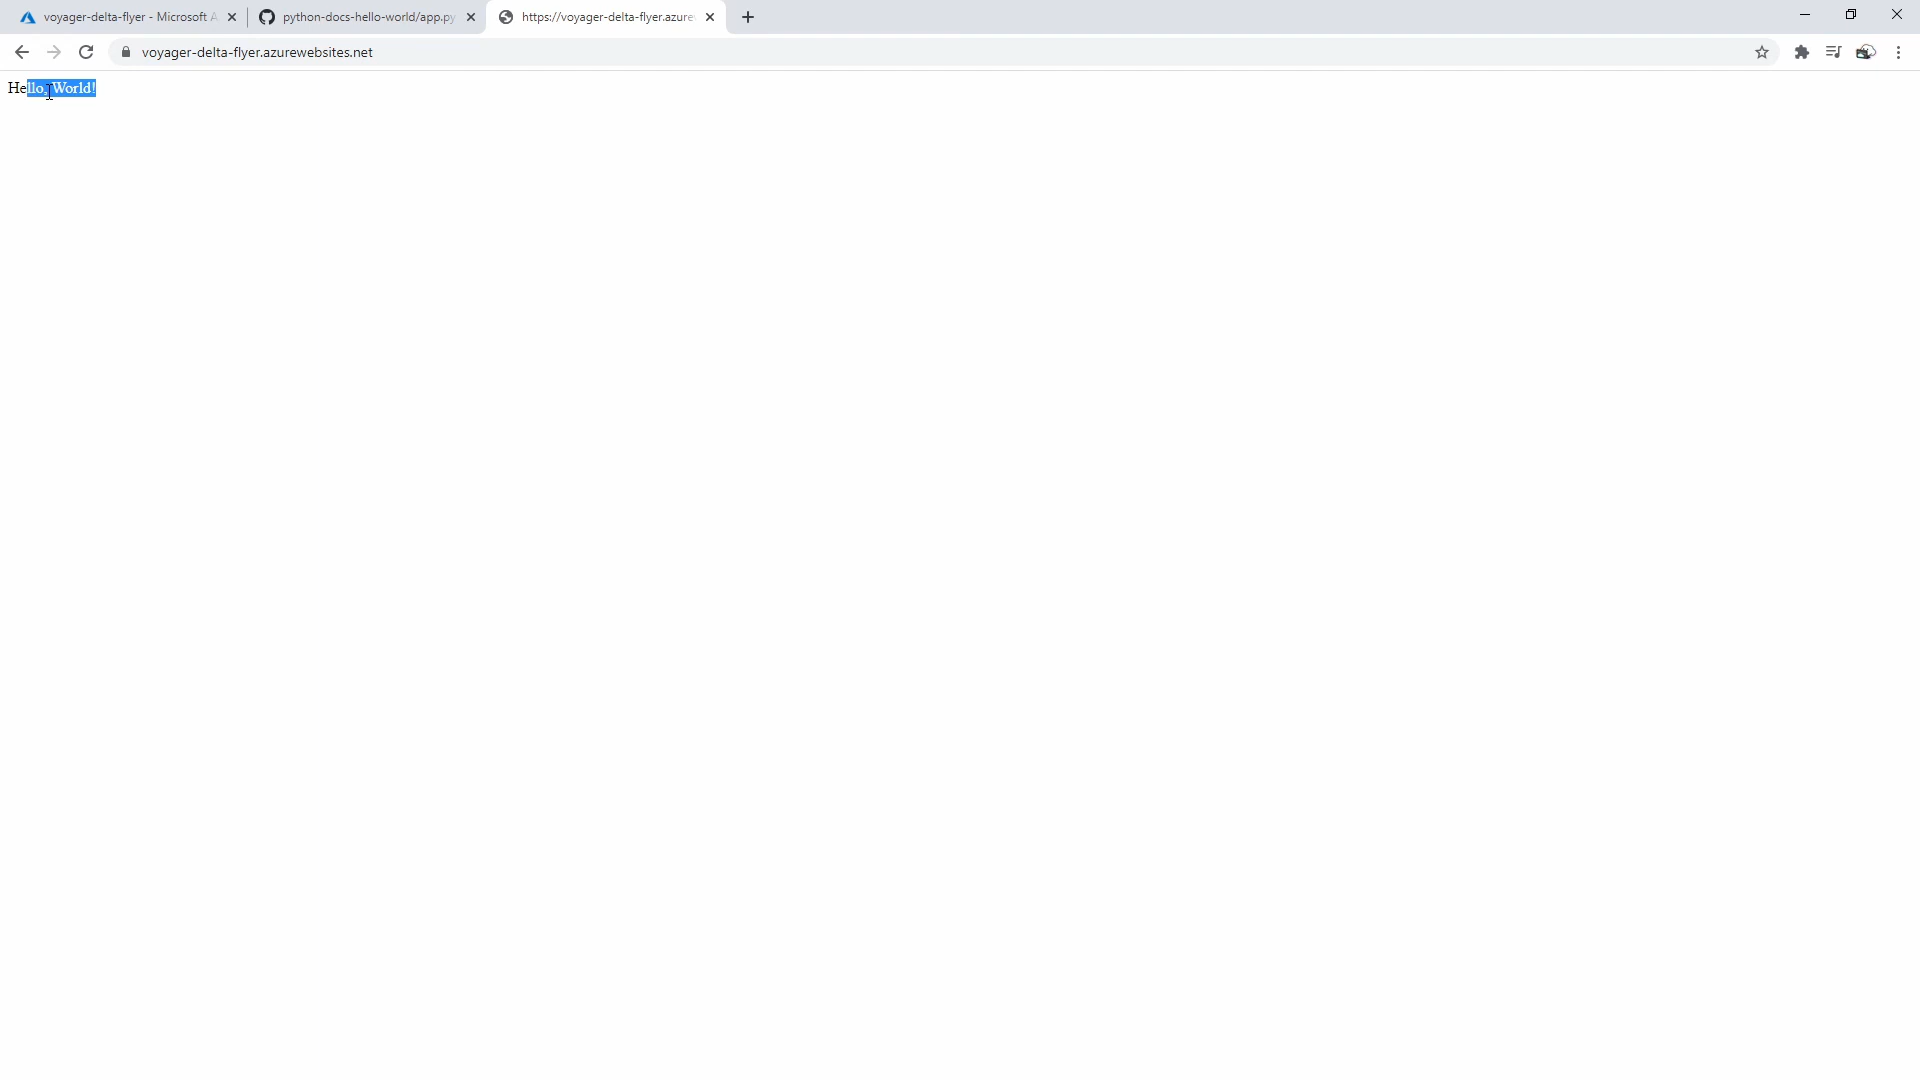 voyager-delta-flyer - Microsoft A
python-docs-hello-world/app.py
https://voyager-delta-flyer.azure
voyager-delta-flyer.azurewebsites.net
Hello, World!